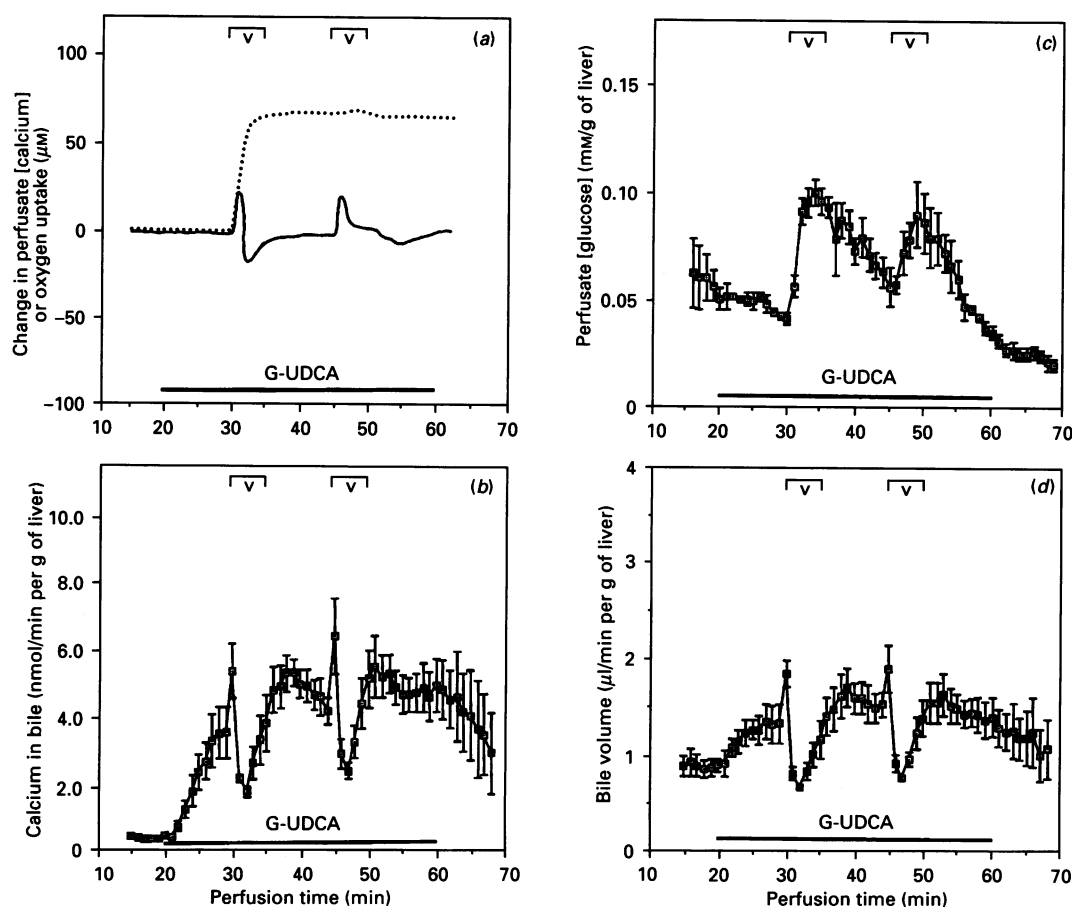 (a)
v
v
Change in perfusate [calcium]
or oxygen uptake (μM)
100
50
0
−50
−100
G-UDCA
10 20 30 40 50 60 70
(c)
v
v
Perfusate [glucose] (mM/g of liver)
0.15
0.10
0.05
0
G-UDCA
10 20 30 40 50 60 70
(b)
v
v
Calcium in bile (nmol/min per g of liver)
10.0
8.0
6.0
4.0
2.0
0
G-UDCA
10 20 30 40 50 60 70
Perfusion time (min)
(d)
v
v
Bile volume (μl/min per g of liver)
4
3
2
1
0
G-UDCA
10 20 30 40 50 60 70
Perfusion time (min)